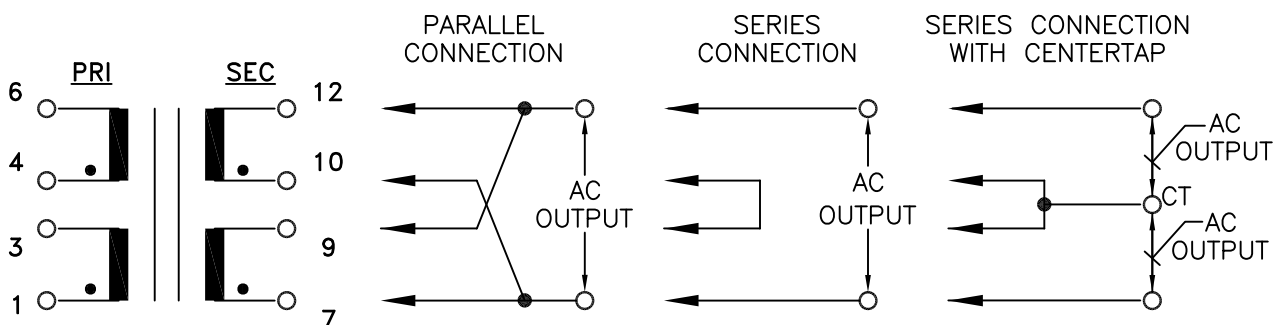 PARALLEL
CONNECTION
SERIES
CONNECTION
SERIES CONNECTION
WITH CENTERTAP
PRI
SEC
6
12
4
10
3
9
1
7
AC
OUTPUT
AC
OUTPUT
AC
OUTPUT
CT
AC
OUTPUT